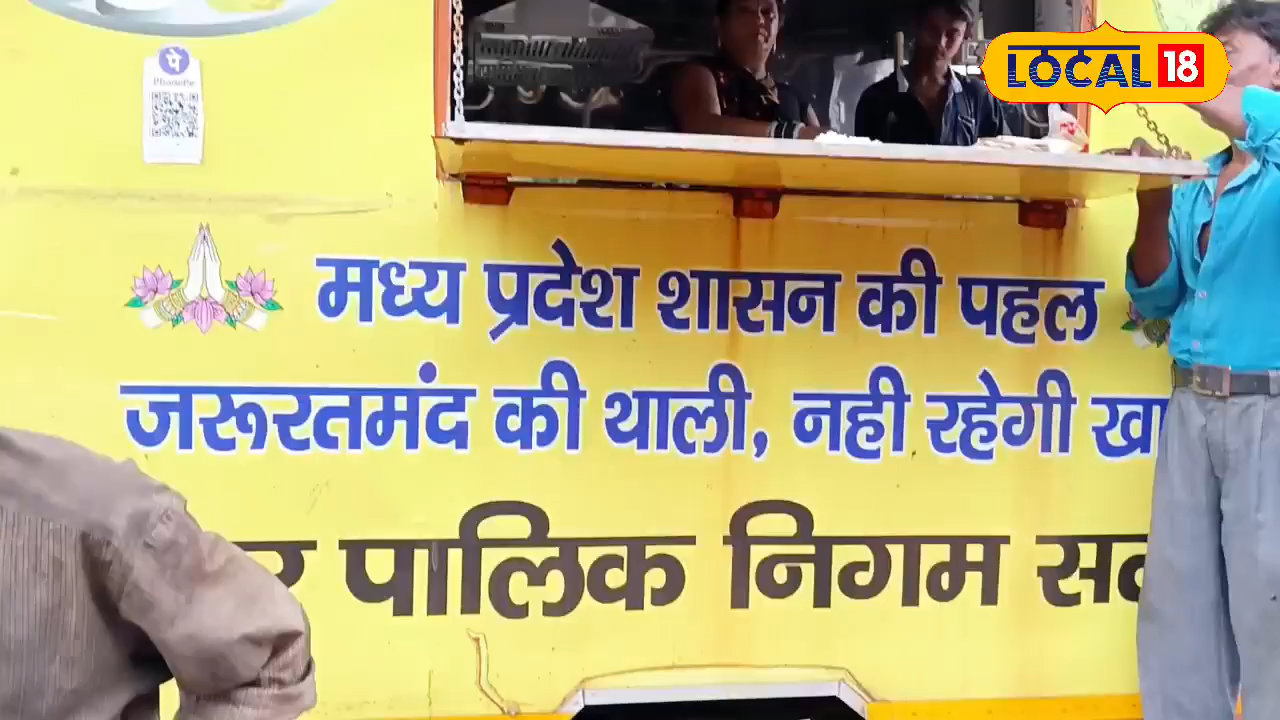 LOCAL 18
पे
PhonePe
मध्य प्रदेश शासन की पहल
जरूरतमंद की थाली, नही रहेगी
पालिक निगम